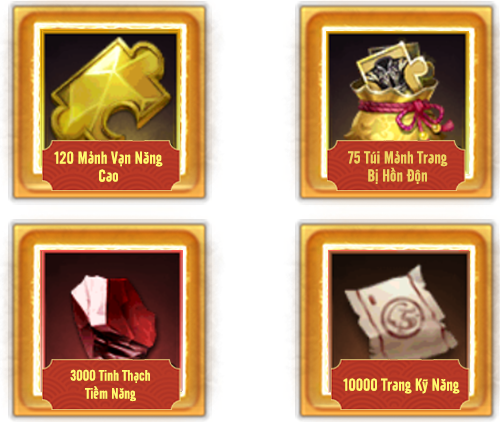 120 Mảnh Vạn Năng
Cao
75 Túi Mảnh Trang
Bị Hồn Độn
3000 Tinh Thạch
Tiềm Năng
10000 Trang Kỹ Năng